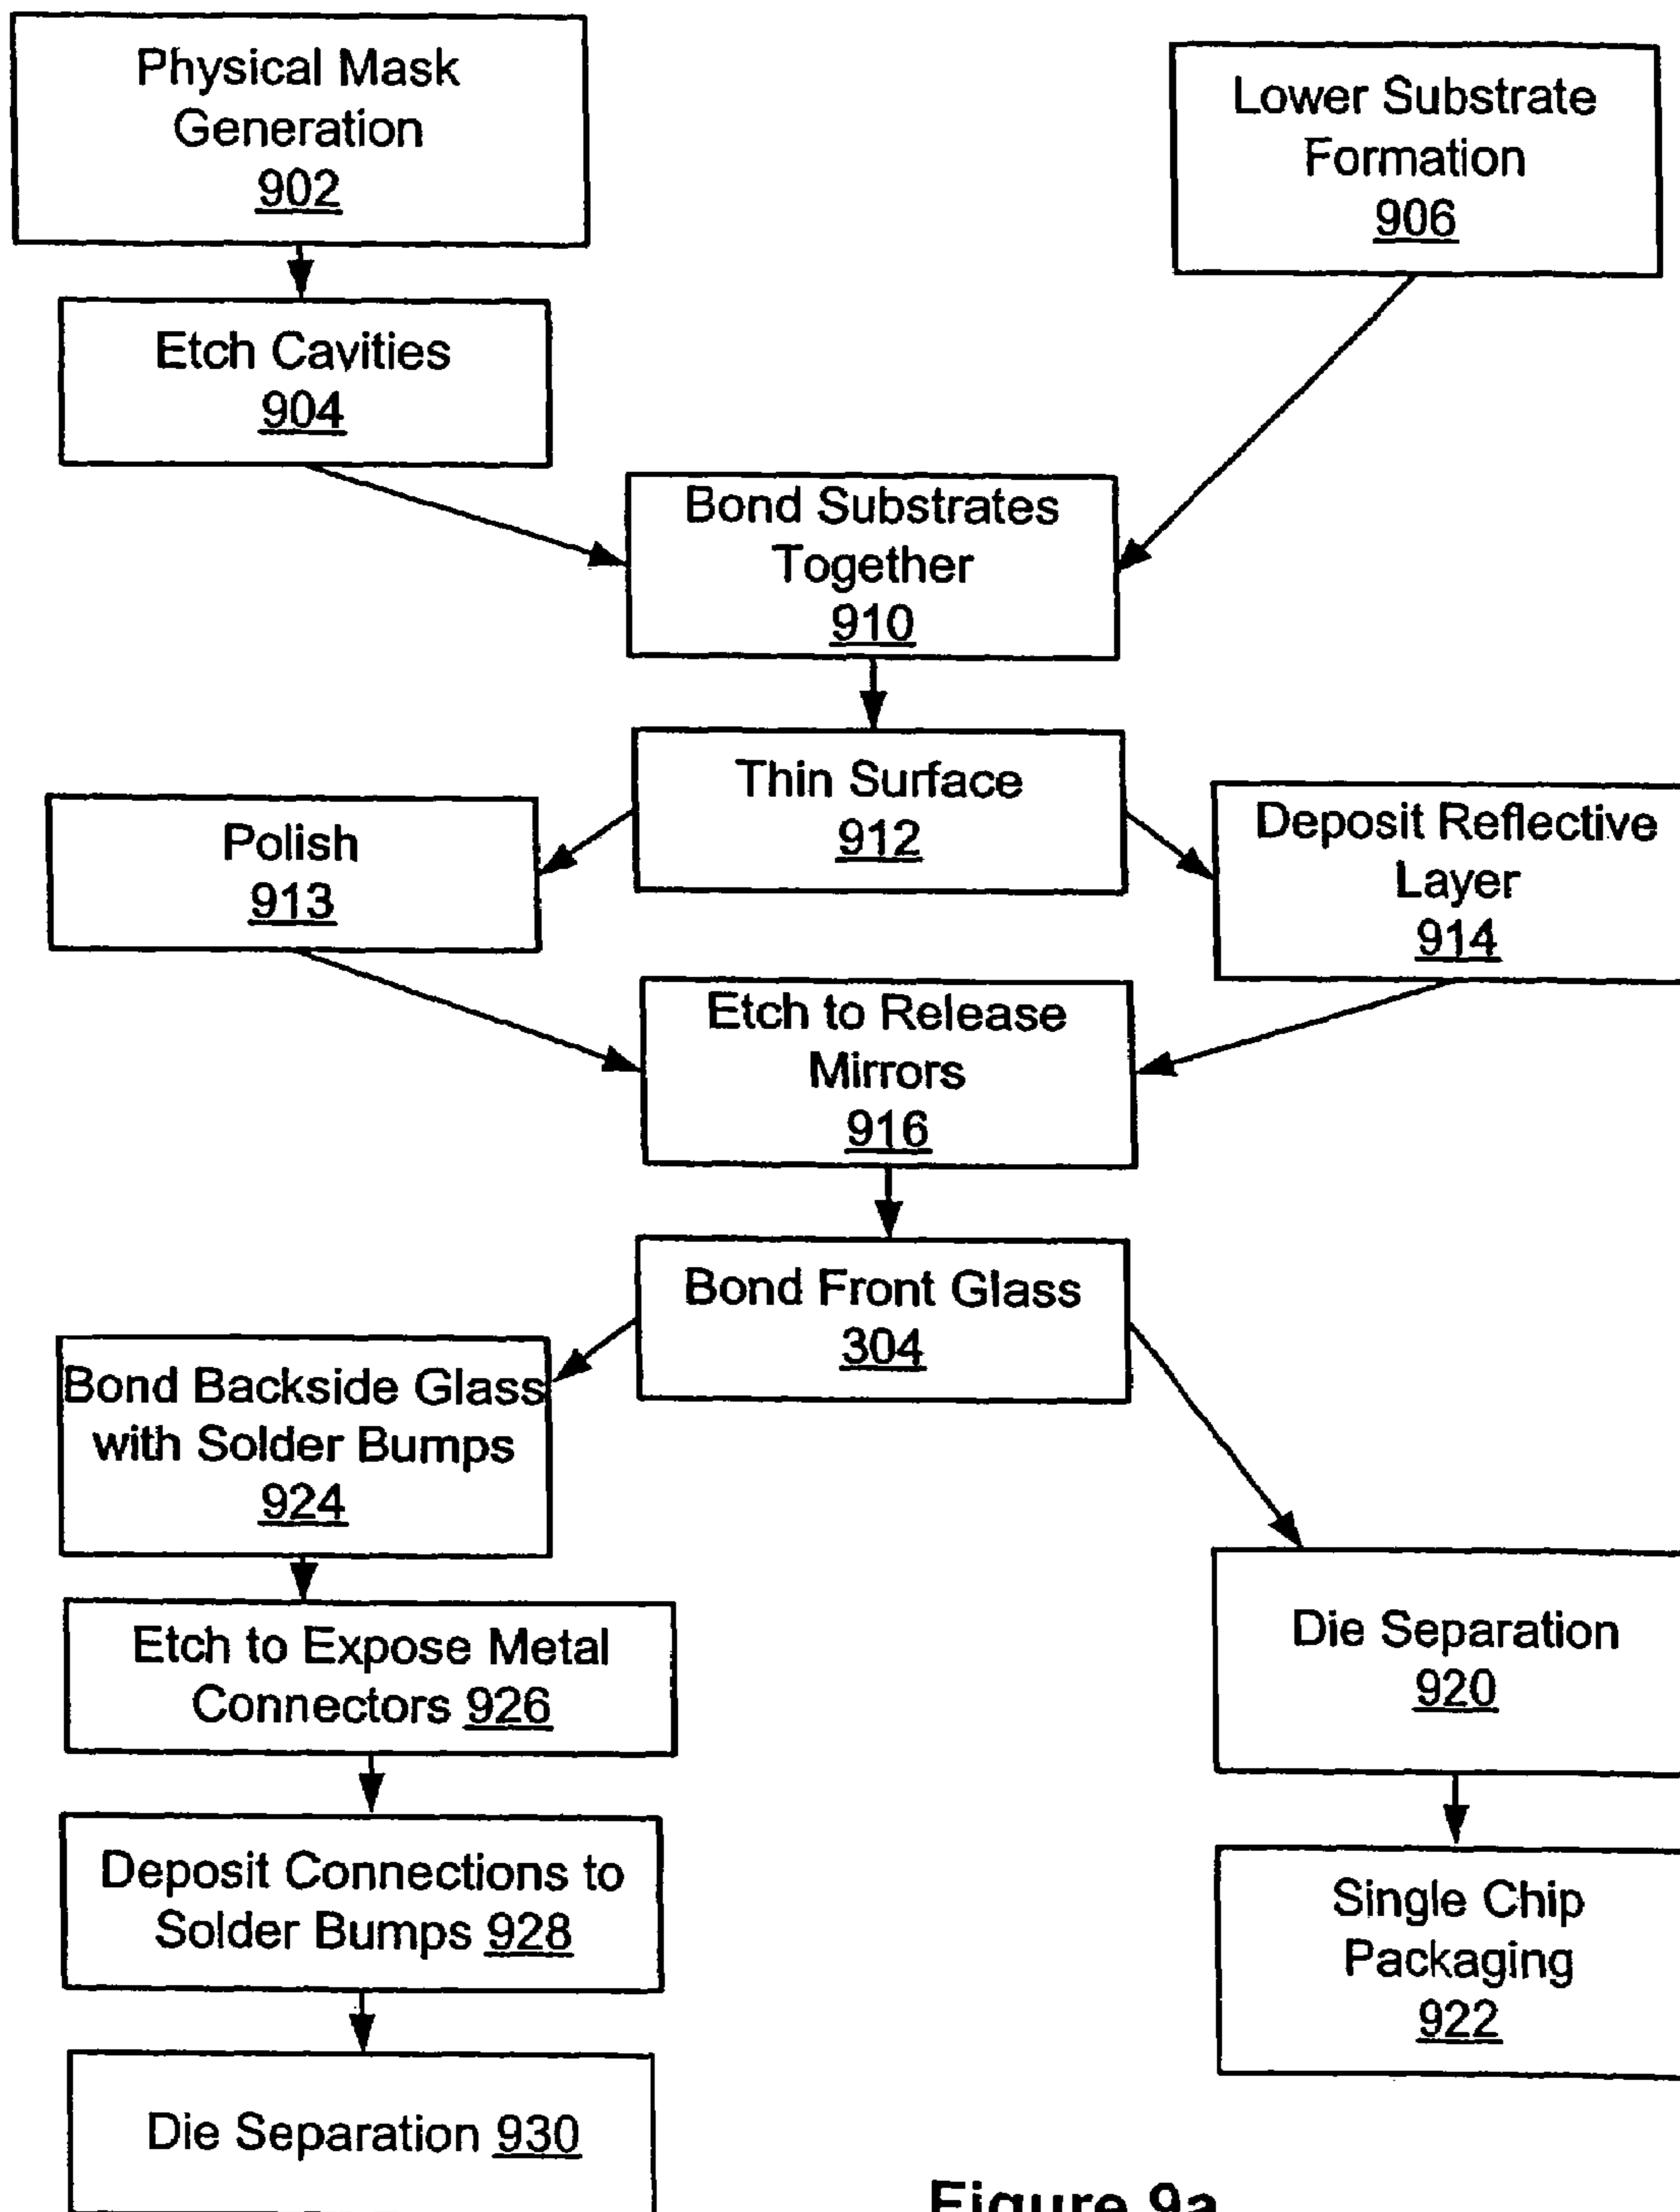 Physical Mask
Generation
902
Lower Substrate
Formation
906
Etch Cavities
904
Bond Substrates
Together
910
Thin Surface
912
Polish
913
Deposit Reflective
Layer
914
Etch to Release
Mirrors
916
Bond Front Glass
304
Bond Backside Glass
with Solder Bumps
924
Etch to Expose Metal
Connectors 926
Die Separation
920
Deposit Connections to
Solder Bumps 928
Single Chip
Packaging
922
Die Separation 930
Figure 9a